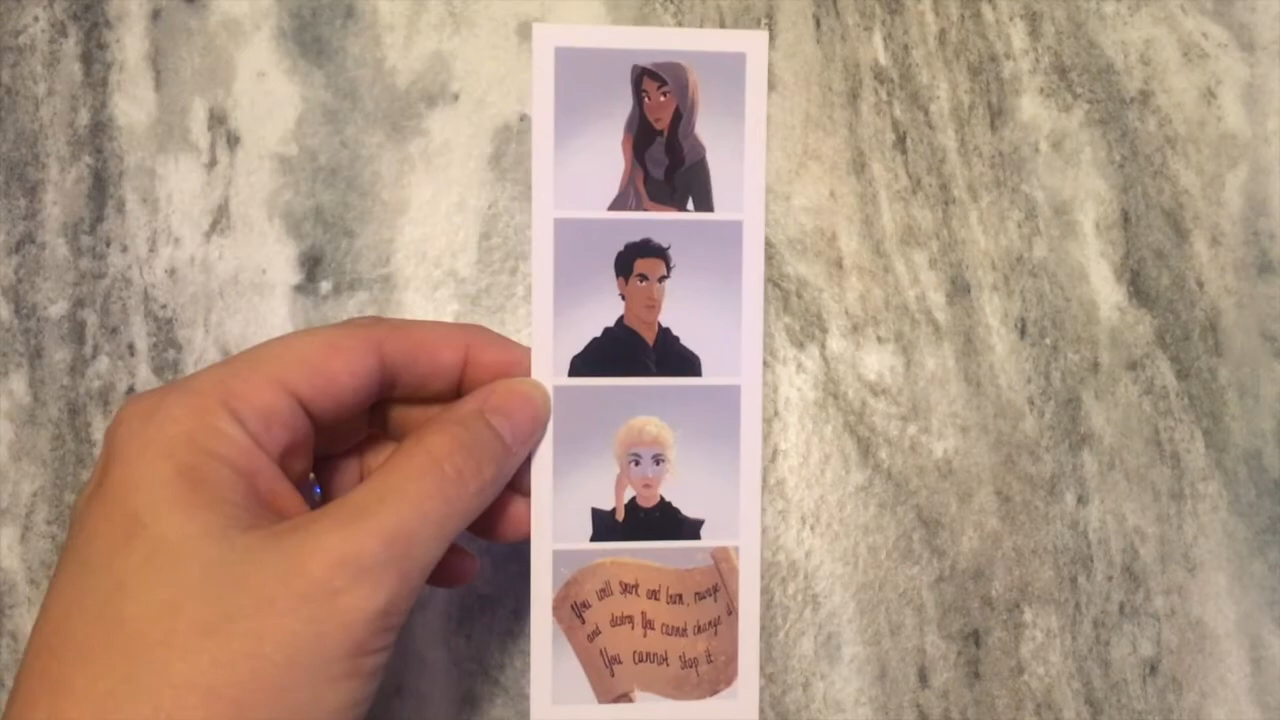 You will spark and burn, ravage
and destroy. You cannot change it
You cannot stop it